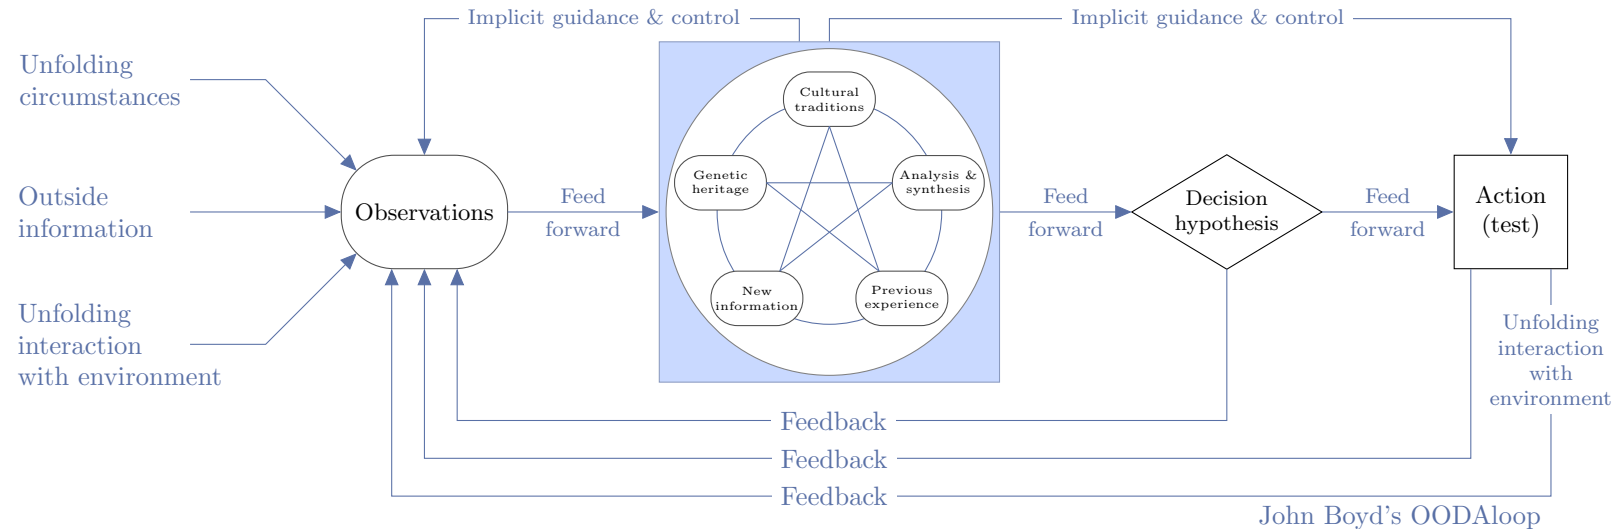 Implicit guidance & control
Implicit guidance & control
Unfolding
circumstances
Outside
information
Unfolding
interaction
with environment
Observations
Feed
forward
Cultural
traditions
Genetic
heritage
Analysis &
synthesis
New
information
Previous
experience
Feed
forward
Decision
hypothesis
Feed
forward
Action
(test)
Unfolding
interaction
with
environment
Feedback
Feedback
Feedback
John Boyd's OODAloop